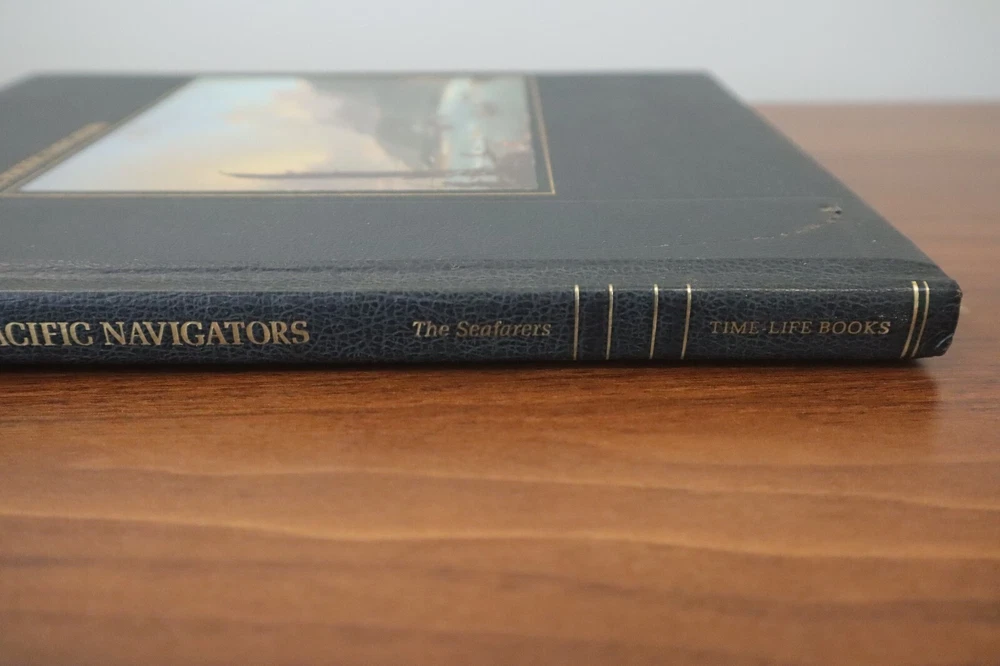 ACIFIC NAVIGATORS The Seafarers TIME-LIFE BOOKS